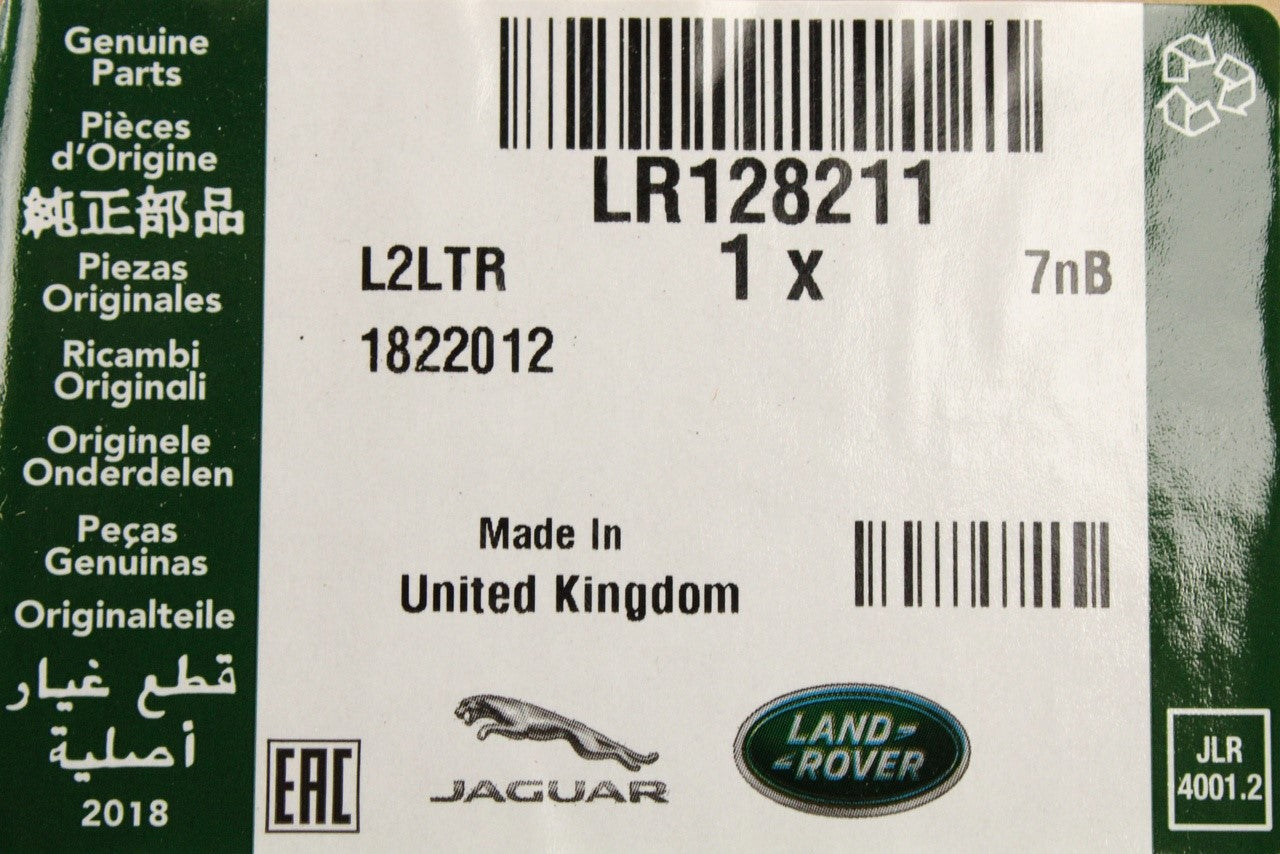 Genuine
Parts
Pièces
d'Origine
純正部品
Piezas
Originales
Ricambi
Originali
Originele
Onderdelen
Peças
Genuinas
Originalteile
قطع غيار
أصلية
2018
LR128211
L2LTR
1 x
7nB
1822012
Made In
United Kingdom
EAC
JAGUAR
LAND-
-ROVER
JLR
4001.2